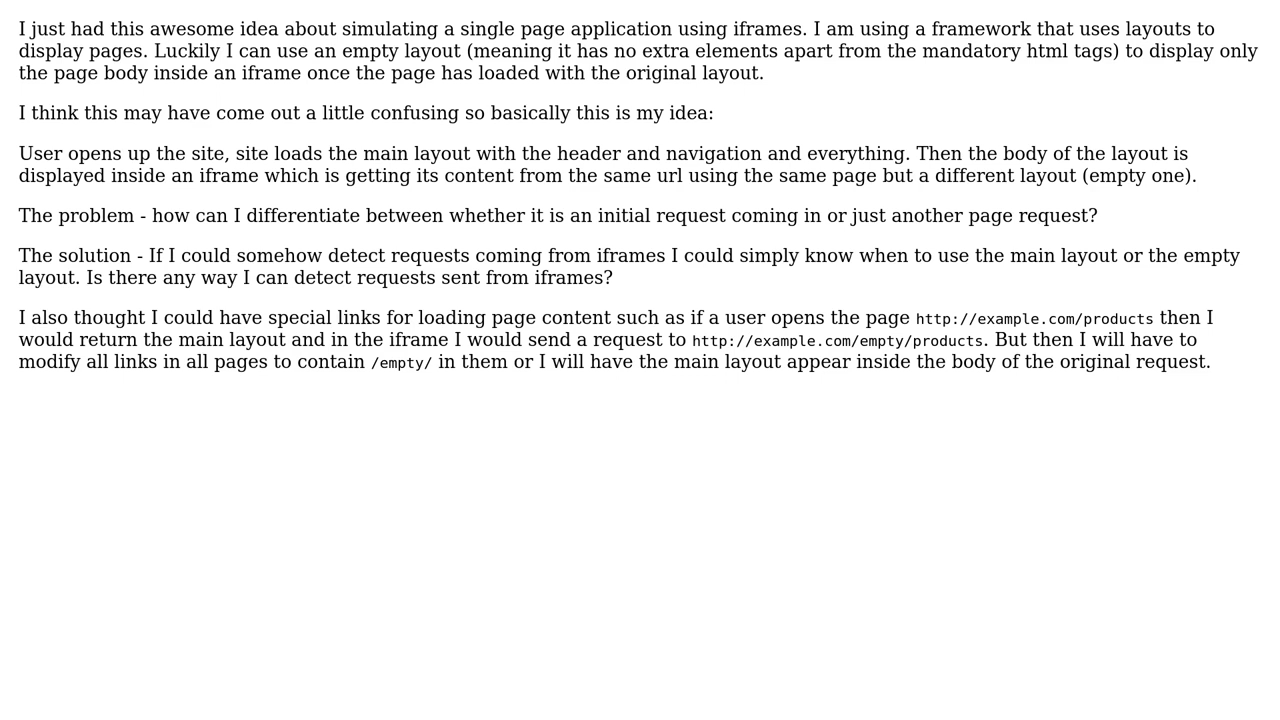 I just had this awesome idea about simulating a single page application using iframes. I am using a framework that uses layouts to
display pages. Luckily I can use an empty layout (meaning it has no extra elements apart from the mandatory html tags) to display only
the page body inside an iframe once the page has loaded with the original layout.
I think this may have come out a little confusing so basically this is my idea:
User opens up the site, site loads the main layout with the header and navigation and everything. Then the body of the layout is
displayed inside an iframe which is getting its content from the same url using the same page but a different layout (empty one).
The problem - how can I differentiate between whether it is an initial request coming in or just another page request?
The solution - If I could somehow detect requests coming from iframes I could simply know when to use the main layout or the empty
layout. Is there any way I can detect requests sent from iframes?
I also thought I could have special links for loading page content such as if a user opens the page http://example.com/products then I
would return the main layout and in the iframe I would send a request to http://example.com/empty/products. But then I will have to
modify all links in all pages to contain /empty/ in them or I will have the main layout appear inside the body of the original request.